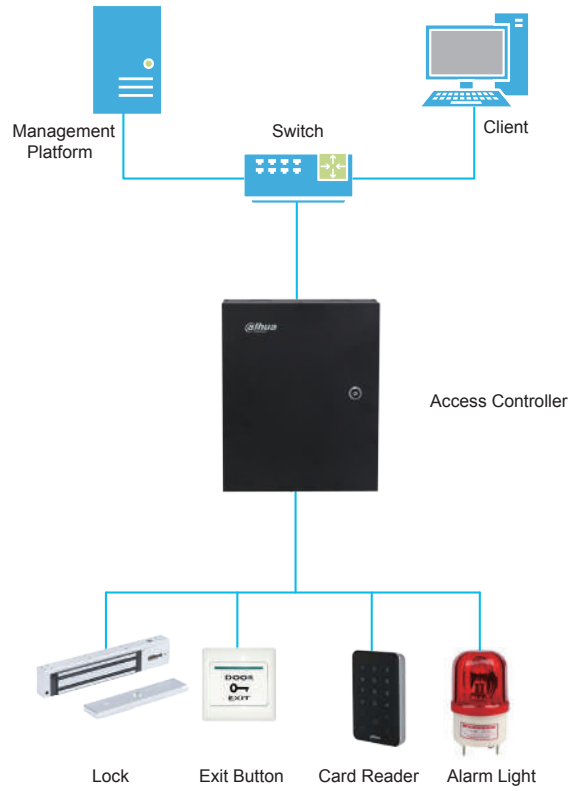 Management
Platform
Switch
Client
alhua
Access Controller
DOOR
EXIT
Lock
Exit Button
Card Reader
Alarm Light